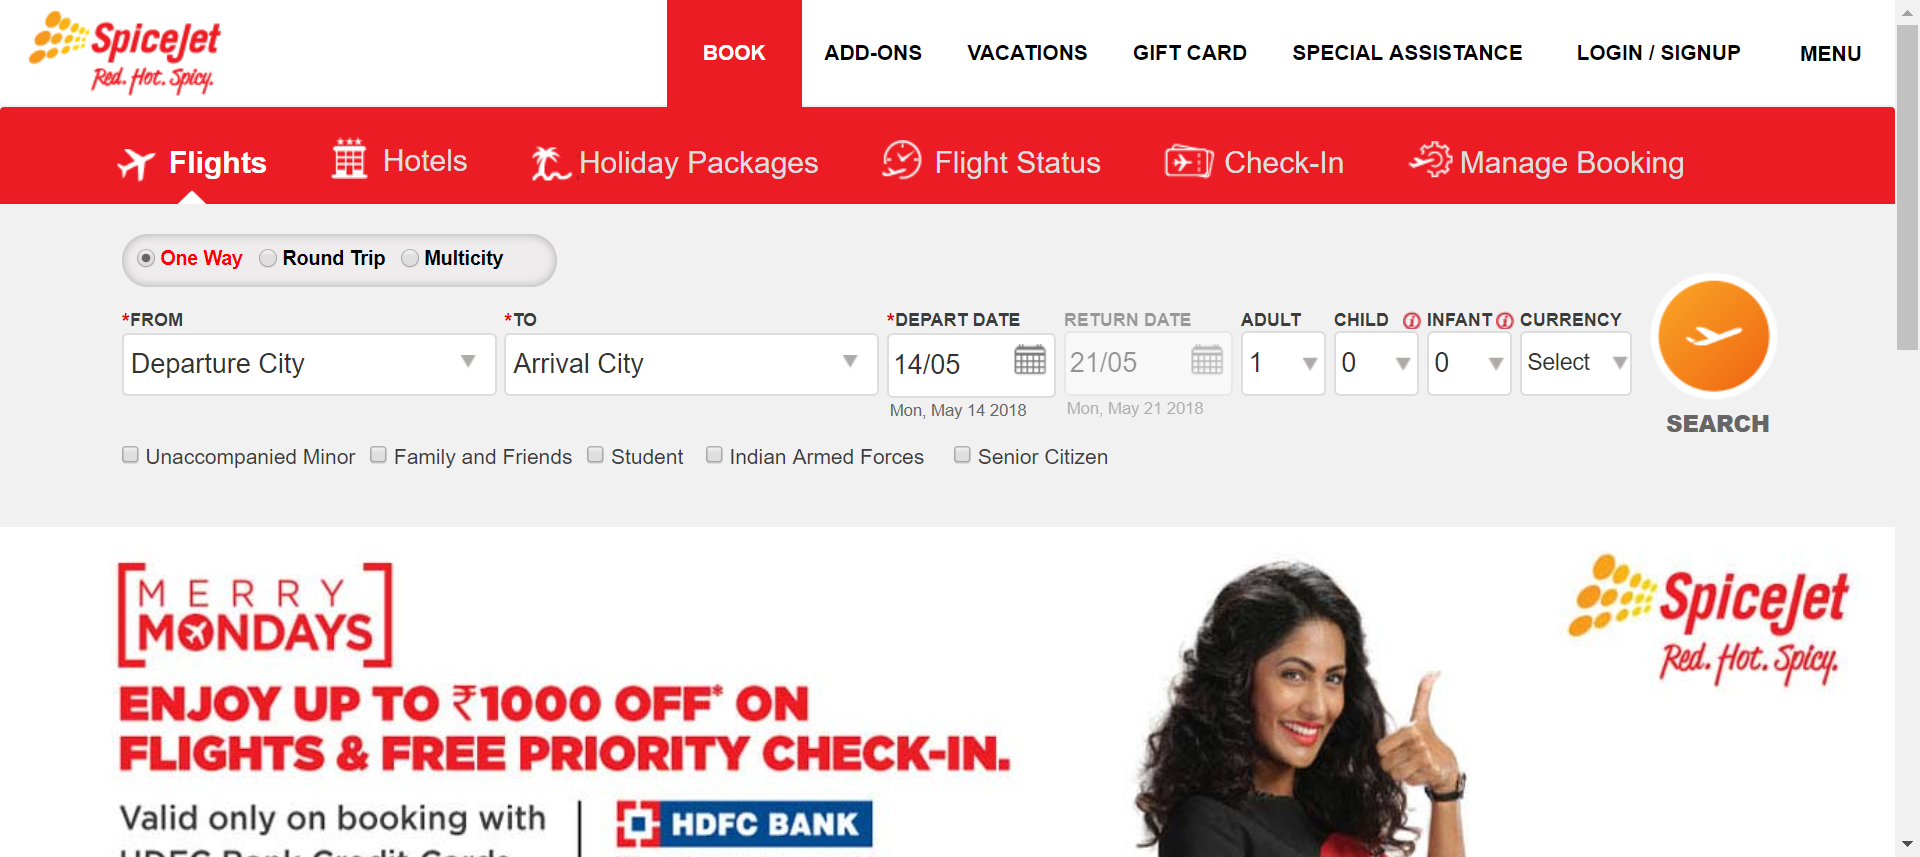 SpiceJet
Red. Hot. Spicy.
BOOK ADD-ONS VACATIONS GIFT CARD SPECIAL ASSISTANCE LOGIN / SIGNUP MENU
Flights Hotels Holiday Packages Flight Status Check-In Manage Booking
One Way Round Trip Multicity
*FROM *TO *DEPART DATE RETURN DATE ADULT CHILD i INFANT i CURRENCY
Departure City Arrival City 14/05 21/05 1 0 0 Select
Mon, May 14 2018 Mon, May 21 2018
SEARCH
Unaccompanied Minor Family and Friends Student Indian Armed Forces Senior Citizen
MERRY
MONDAYS
SpiceJet
Red. Hot. Spicy.
ENJOY UP TO ₹1000 OFF* ON
FLIGHTS & FREE PRIORITY CHECK-IN.
Valid only on booking with
HDFC Bank Credit Cards
HDFC BANK